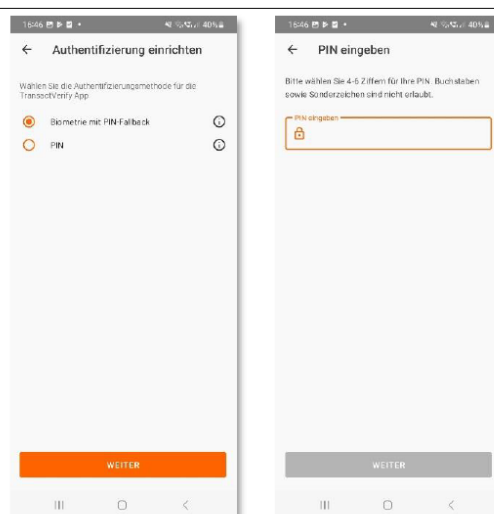 16:46
40%
Authentifizierung einrichten
Wählen Sie die Authentifizierungsmethode für die
TransactVerify App
Biometrie mit PIN-Fallback
PIN
WEITER
16:46
40%
PIN eingeben
Bitte wählen Sie 4-6 Ziffern für Ihre PIN. Buchstaben
sowie Sonderzeichen sind nicht erlaubt.
PIN eingeben
WEITER